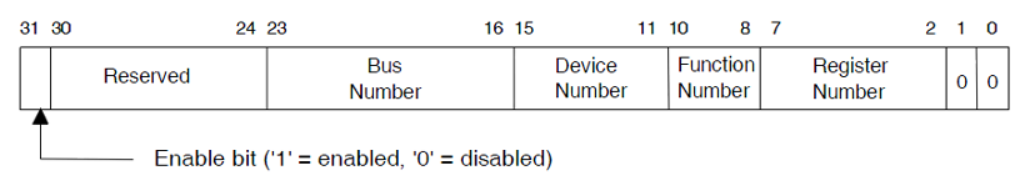 31 30 24 23 16 15 11 10 8 7 2 1 0
Reserved Bus Number Device Number Function Number Register Number 0 0
Enable bit ('1' = enabled, '0' = disabled)